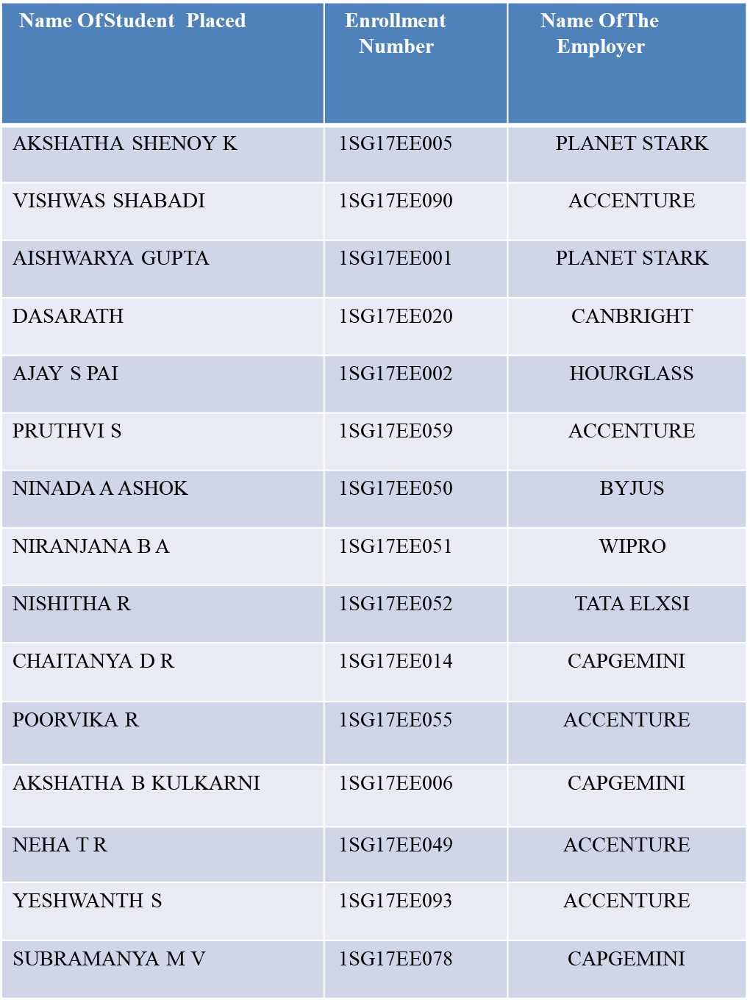 Name OfStudent Placed Enrollment Name OfThe
Number Employer
AKSHATHA SHENOY K 1SG17EE005 PLANET STARK
VISHWAS SHABADI 1SG17EE090 ACCENTURE
AISHWARYA GUPTA 1SG17EE001 PLANET STARK
DASARATH 1SG17EE020 CANBRIGHT
AJAY S PAI 1SG17EE002 HOURGLASS
PRUTHVI S 1SG17EE059 ACCENTURE
NINADA A ASHOK 1SG17EE050 BYJUS
NIRANJANA B A 1SG17EE051 WIPRO
NISHITHA R 1SG17EE052 TATA ELXSI
CHAITANYA D R 1SG17EE014 CAPGEMINI
POORVIKA R 1SG17EE055 ACCENTURE
AKSHATHA B KULKARNI 1SG17EE006 CAPGEMINI
NEHA T R 1SG17EE049 ACCENTURE
YESHWANTH S 1SG17EE093 ACCENTURE
SUBRAMANYA M V 1SG17EE078 CAPGEMINI